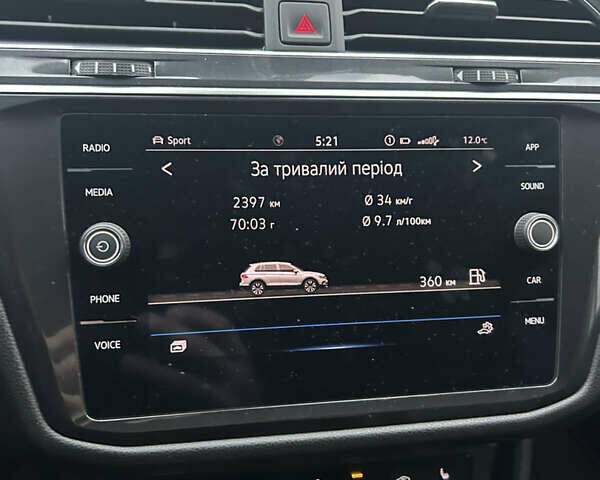 RADIO
MEDIA
PHONE
VOICE
Sport 5:21 1 12.0°C
За тривалий період
2397 км Ø 34 км/г
70:03 г Ø 9.7 л/100км
360 км
APP
SOUND
CAR
MENU